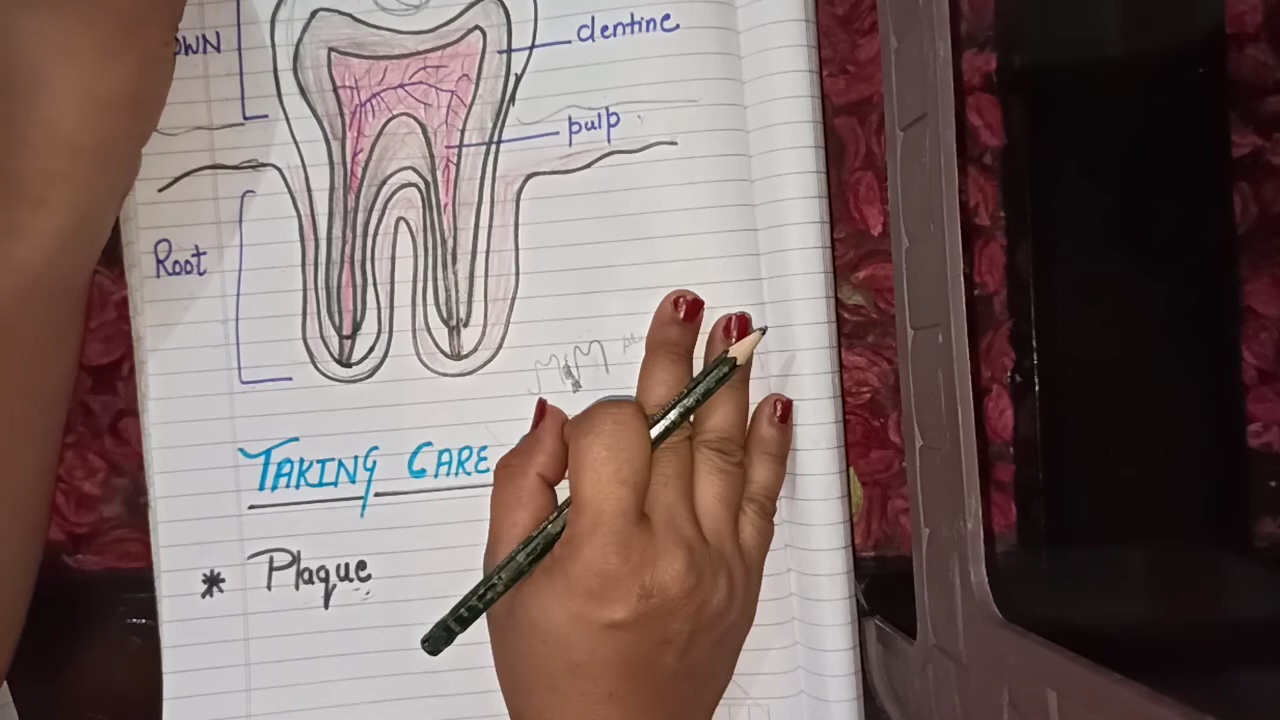 dentine
OWN
pulp
Root
TAKING CARE
* Plaque